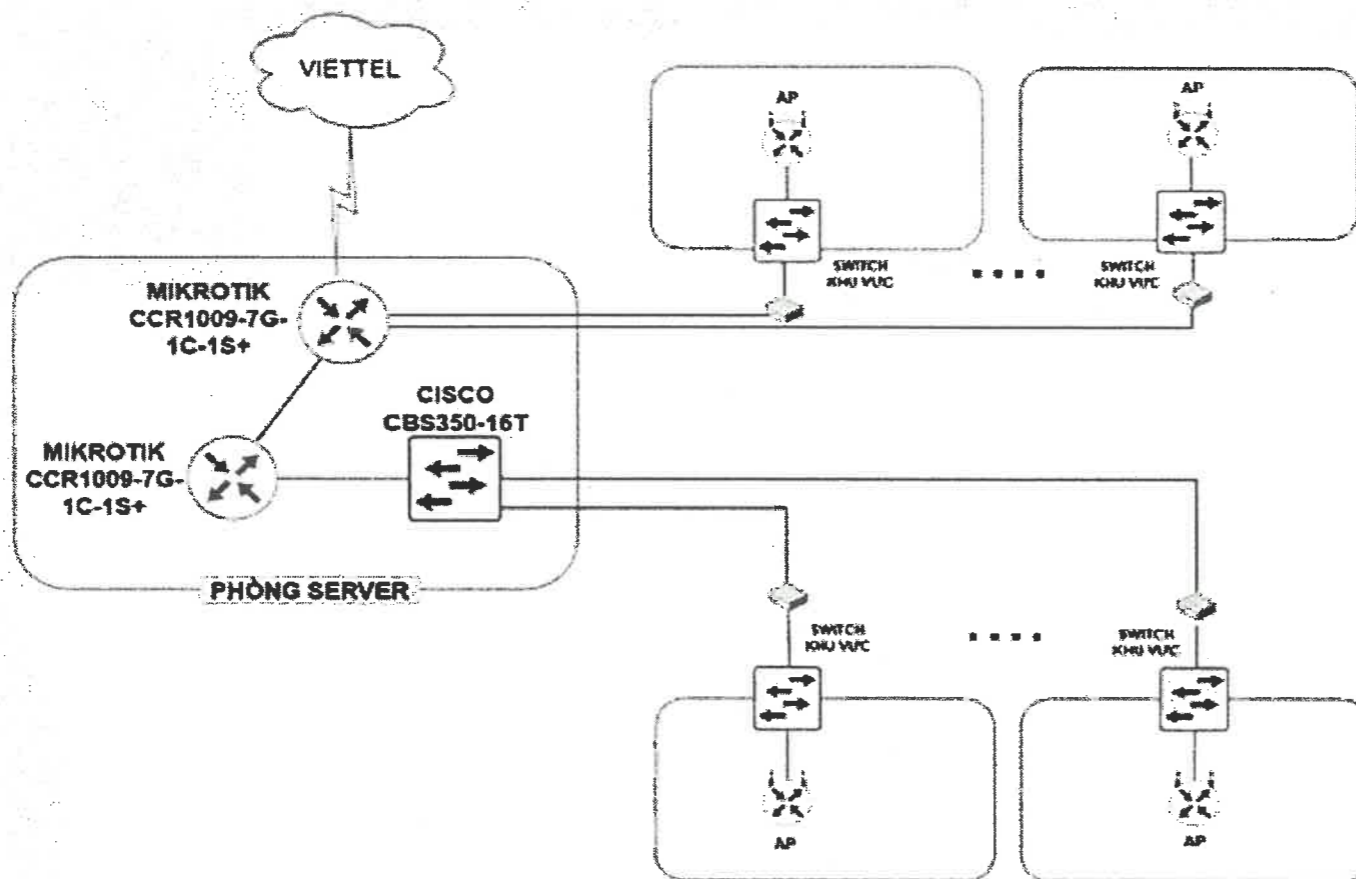 VIETTEL
AP
AP
SWITCH
KHU VỰC
SWITCH
KHU VỰC
MIKROTIK
CCR1009-7G-
1C-1S+
CISCO
CBS350-16T
MIKROTIK
CCR1009-7G-
1C-1S+
PHÒNG SERVER
SWITCH
KHU VỰC
SWITCH
KHU VỰC
AP
AP